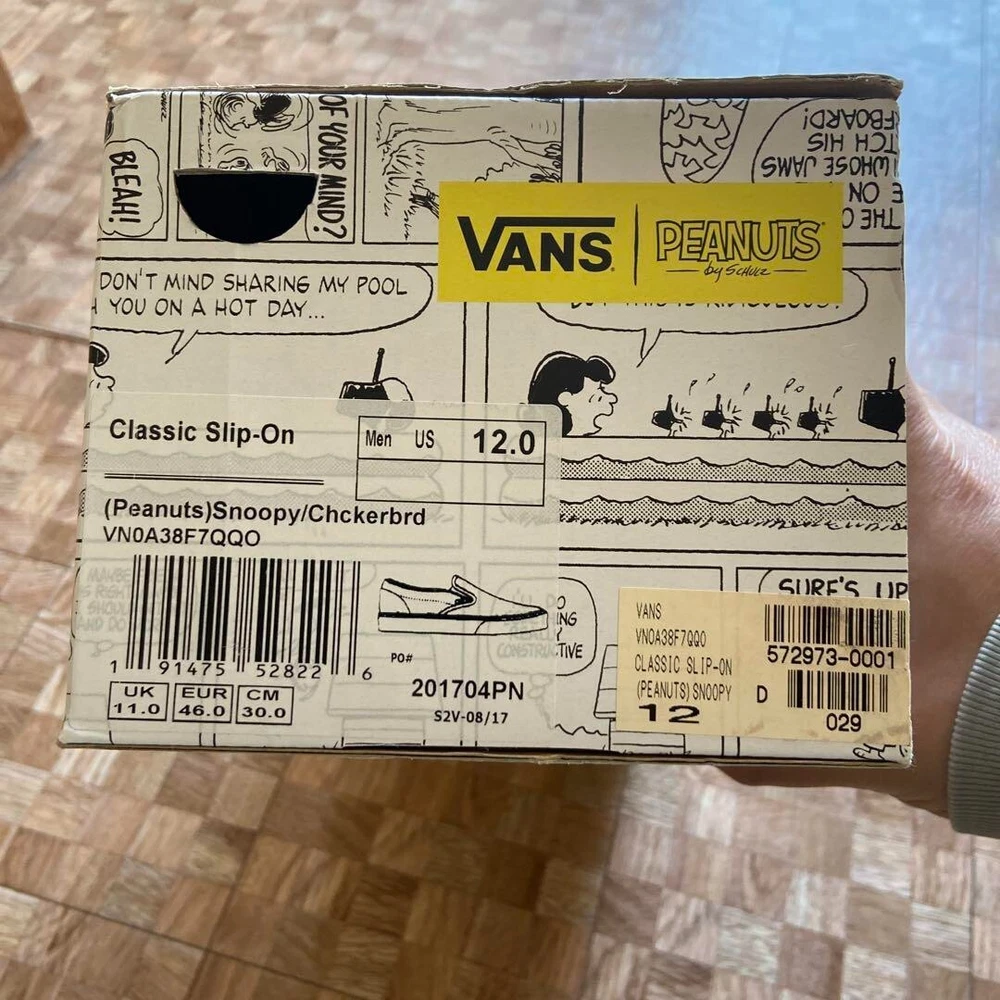 BLEAH!
OF YOUR MIND?
THE
WHOSE JAMS
TCH HIS
FBOARD!
VANS
PEANUTS
by SCHULZ
DON'T MIND SHARING MY POOL
YOU ON A HOT DAY...
Classic Slip-On
Men US 12.0
(Peanuts)Snoopy/Chckerbrd
VN0A38F7QQO
1 91475 52822 6
UK
11.0
EUR
46.0
CM
30.0
PO#
201704PN
S2V-08/17
MAYBE
SURF'S UP
VANS
VN0A38F7QQO
CLASSIC SLIP-ON
(PEANUTS) SNOOPY
12
572973-0001
D
029